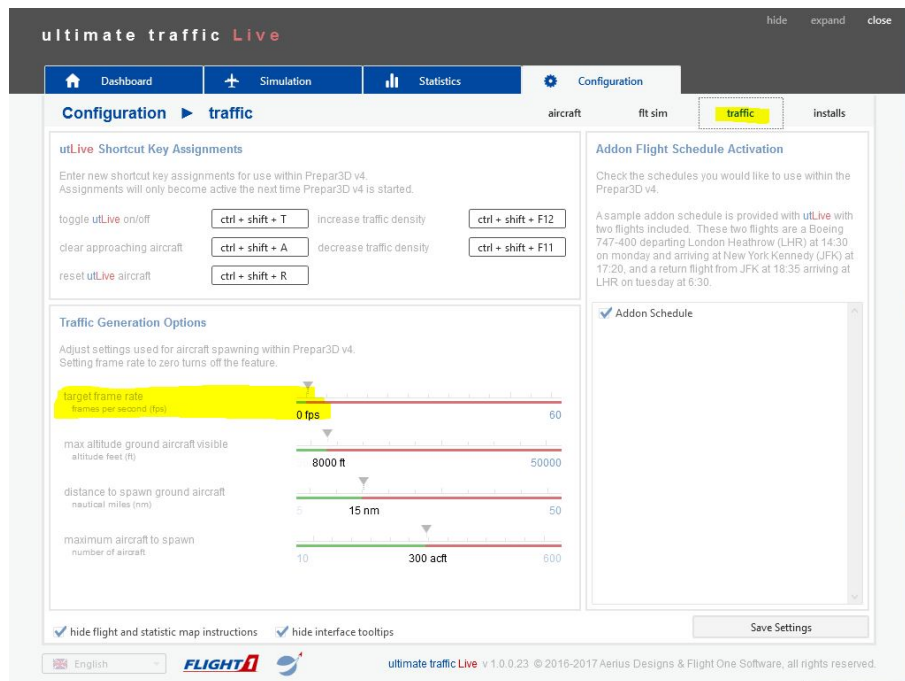 hide expand close
ultimate traffic Live
Dashboard Simulation Statistics Configuration
Configuration ► traffic
aircraft flt sim traffic installs
utLive Shortcut Key Assignments
Enter new shortcut key assignments for use within Prepar3D v4.
Assignments will only become active the next time Prepar3D v4 is started.
toggle utLive on/off ctrl + shift + T increase traffic density ctrl + shift + F12
clear approaching aircraft ctrl + shift + A decrease traffic density ctrl + shift + F11
reset utLive aircraft ctrl + shift + R
Traffic Generation Options
Adjust settings used for aircraft spawning within Prepar3D v4.
Setting frame rate to zero turns off the feature.
target frame rate
frames per second (fps)
0 fps 60
max altitude ground aircraft visible
altitude feet (ft)
8000 ft 50000
distance to spawn ground aircraft
nautical miles (nm)
5 15 nm 50
maximum aircraft to spawn
number of aircraft
10 300 acft 600
Addon Flight Schedule Activation
Check the schedules you would like to use within the
Prepar3D v4.
A sample addon schedule is provided with utLive with
two flights included. These two flights are a Boeing
747-400 departing London Heathrow (LHR) at 14:30
on monday and arriving at New York Kennedy (JFK) at
17:20, and a return flight from JFK at 18:35 arriving at
LHR on tuesday at 6:30.
Addon Schedule
hide flight and statistic map instructions hide interface tooltips
Save Settings
English
FLIGHT1
ultimate traffic Live v 1.0.0.23 © 2016-2017 Aerius Designs & Flight One Software, all rights reserved.